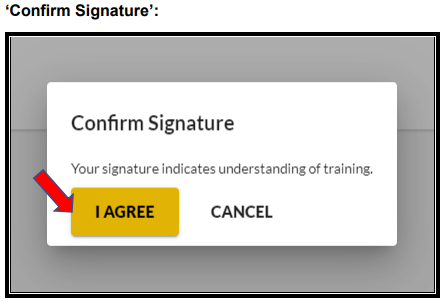 ‘Confirm Signature’:
Confirm Signature
Your signature indicates understanding of training.
I AGREE CANCEL